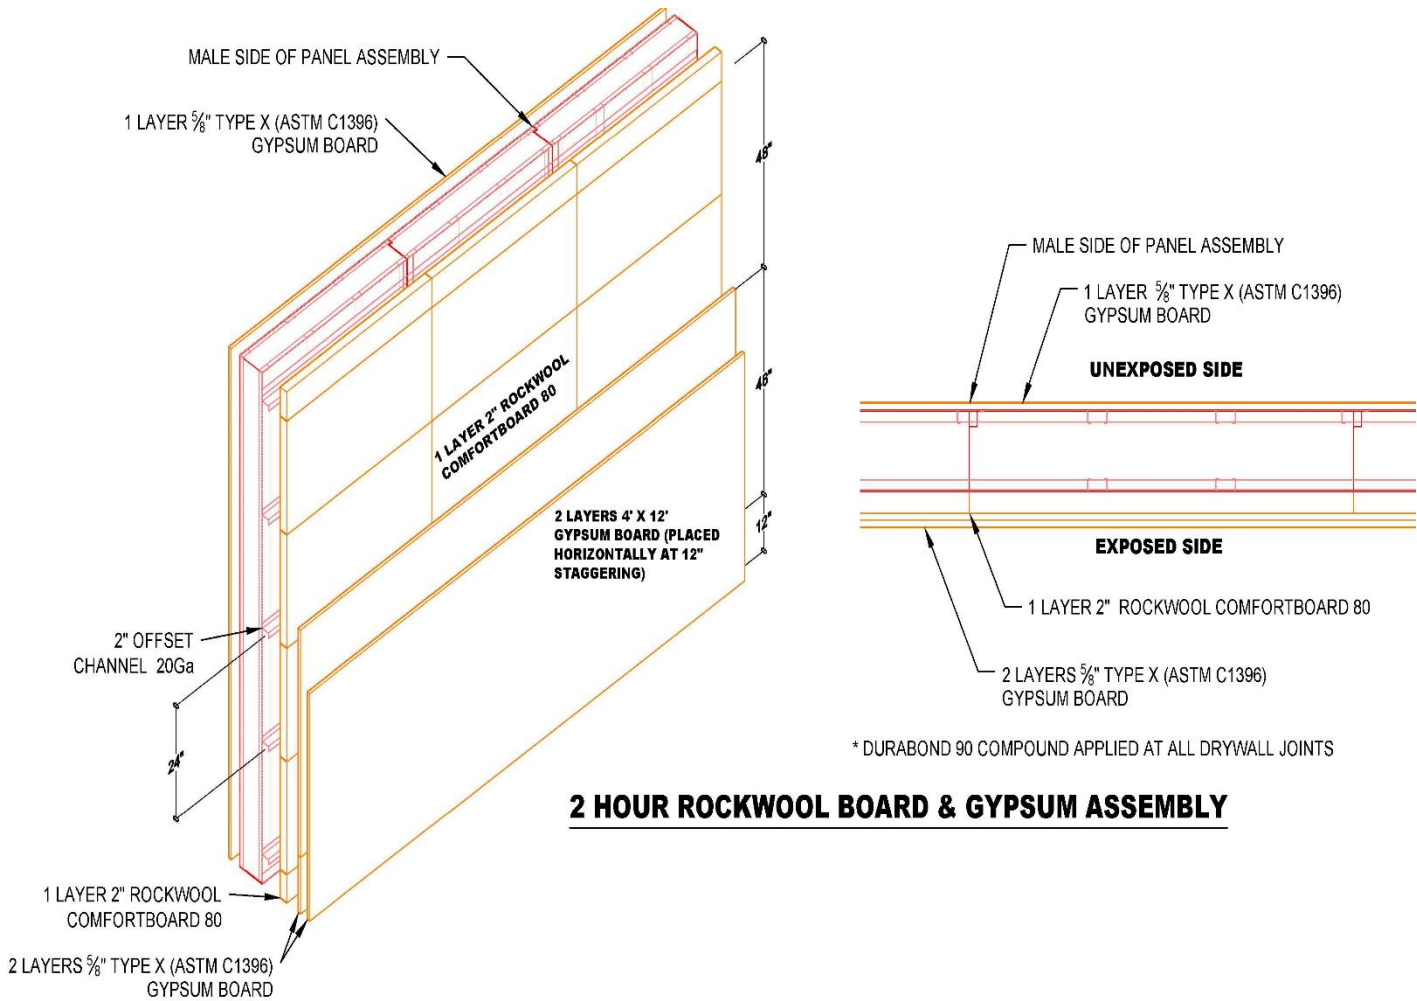 MALE SIDE OF PANEL ASSEMBLY
1 LAYER ⅝" TYPE X (ASTM C1396)
GYPSUM BOARD
48"
48"
12"
1 LAYER 2" ROCKWOOL
COMFORTBOARD 80
2 LAYERS 4' X 12'
GYPSUM BOARD (PLACED
HORIZONTALLY AT 12"
STAGGERING)
2" OFFSET
CHANNEL 20Ga
24"
1 LAYER 2" ROCKWOOL
COMFORTBOARD 80
2 LAYERS ⅝" TYPE X (ASTM C1396)
GYPSUM BOARD
MALE SIDE OF PANEL ASSEMBLY
1 LAYER ⅝" TYPE X (ASTM C1396)
GYPSUM BOARD
UNEXPOSED SIDE
EXPOSED SIDE
1 LAYER 2" ROCKWOOL COMFORTBOARD 80
2 LAYERS ⅝" TYPE X (ASTM C1396)
GYPSUM BOARD
* DURABOND 90 COMPOUND APPLIED AT ALL DRYWALL JOINTS
2 HOUR ROCKWOOL BOARD & GYPSUM ASSEMBLY